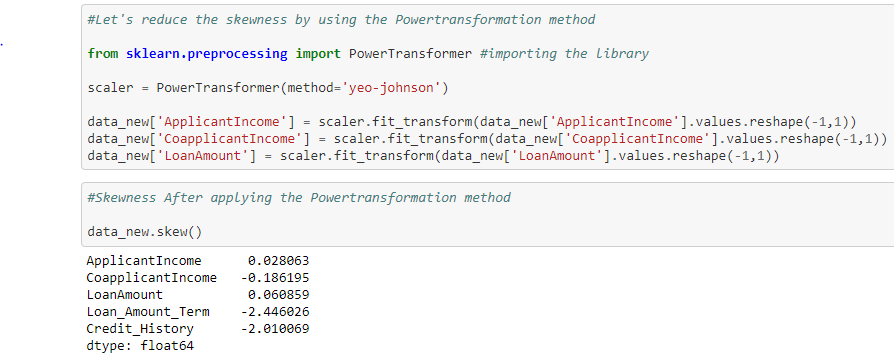 #Let's reduce the skewness by using the Powertransformation method
from sklearn.preprocessing import PowerTransformer #importing the library
scaler = PowerTransformer(method='yeo-johnson')
data_new['ApplicantIncome'] = scaler.fit_transform(data_new['ApplicantIncome'].values.reshape(-1,1))
data_new['CoapplicantIncome'] = scaler.fit_transform(data_new['CoapplicantIncome'].values.reshape(-1,1))
data_new['LoanAmount'] = scaler.fit_transform(data_new['LoanAmount'].values.reshape(-1,1))
#Skewness After applying the Powertransformation method
data_new.skew()
ApplicantIncome 0.028063
CoapplicantIncome -0.186195
LoanAmount 0.060859
Loan_Amount_Term -2.446026
Credit_History -2.010069
dtype: float64